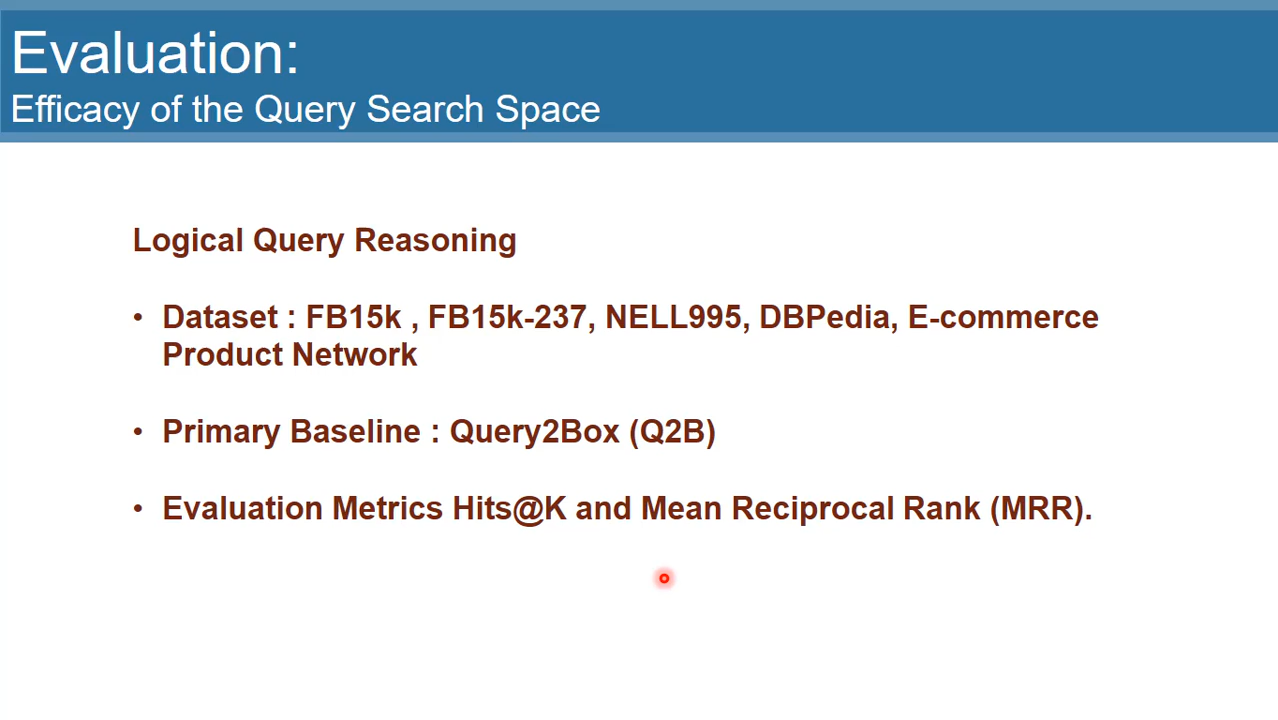 Evaluation:
Efficacy of the Query Search Space
Logical Query Reasoning
• Dataset : FB15k , FB15k-237, NELL995, DBPedia, E-commerce
Product Network
• Primary Baseline : Query2Box (Q2B)
• Evaluation Metrics Hits@K and Mean Reciprocal Rank (MRR).